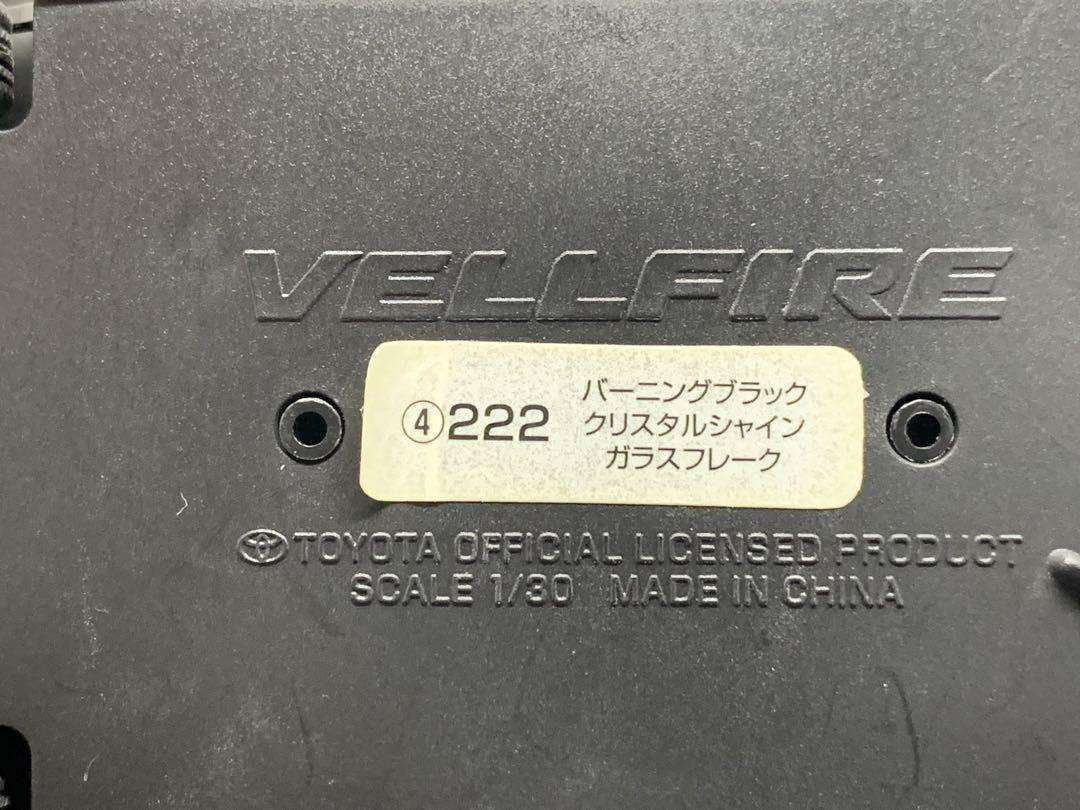 VELLFIRE
④222
バーニングブラック
クリスタルシャイン
ガラスフレーク
TOYOTA OFFICIAL LICENSED PRODUCT
SCALE 1/30 MADE IN CHINA